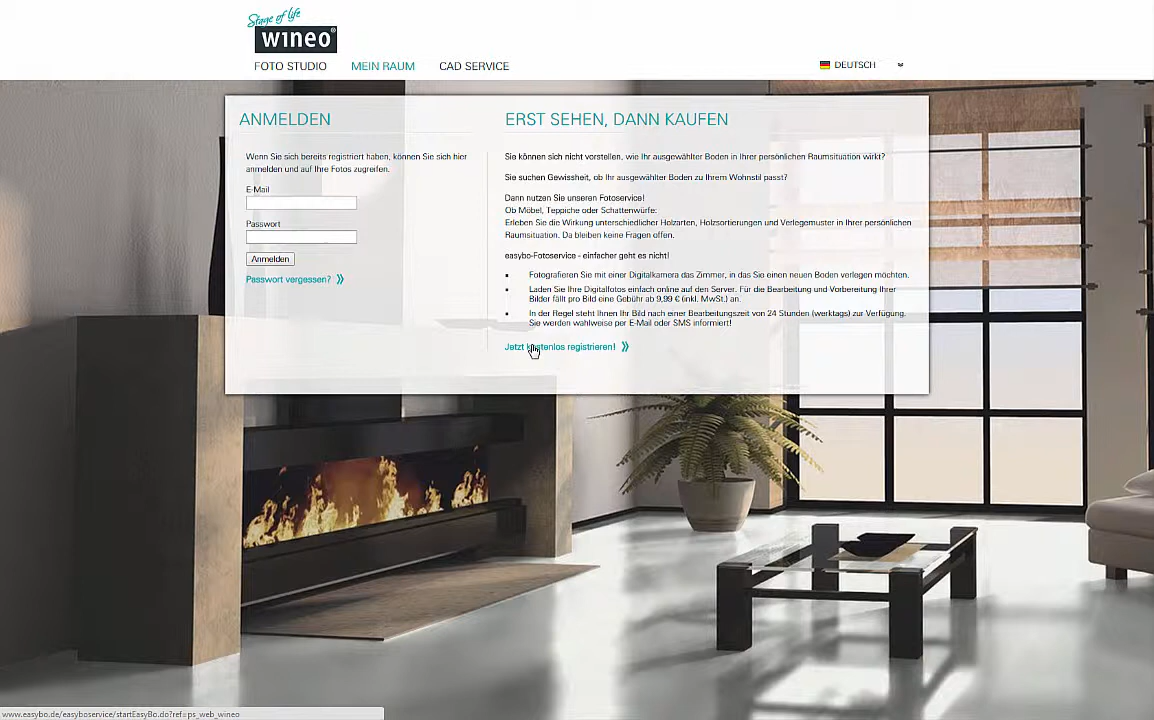 Stage of life
wineo®
FOTO STUDIO
MEIN RAUM
CAD SERVICE
DEUTSCH
ANMELDEN
Wenn Sie sich bereits registriert haben, können Sie sich hier
anmelden und auf Ihre Fotos zugreifen.
E-Mail
Passwort
Anmelden
Passwort vergessen?
ERST SEHEN, DANN KAUFEN
Sie können sich nicht vorstellen, wie Ihr ausgewählter Boden in Ihrer persönlichen Raumsituation wirkt?
Sie suchen Gewissheit, ob Ihr ausgewählter Boden zu Ihrem Wohnstil passt?
Dann nutzen Sie unseren Fotoservice!
Ob Möbel, Teppiche oder Schattenwürfe:
Erleben Sie die Wirkung unterschiedlicher Holzarten, Holzsortierungen und Verlegemuster in Ihrer persönlichen
Raumsituation. Da bleiben keine Fragen offen.
easybo-Fotoservice - einfacher geht es nicht!
Fotografieren Sie mit einer Digitalkamera das Zimmer, in das Sie einen neuen Boden verlegen möchten.
Laden Sie Ihre Digitalfotos einfach online auf den Server. Für die Bearbeitung und Vorbereitung Ihrer
Bilder fällt pro Bild eine Gebühr ab 9,99 € (inkl. MwSt.) an.
In der Regel steht Ihnen Ihr Bild nach einer Bearbeitungszeit von 24 Stunden (werktags) zur Verfügung.
Sie werden wahlweise per E-Mail oder SMS informiert!
Jetzt kostenlos registrieren!
www.easybo.de/easyboservice/startEasyBo.do?ref=ps_web_wineo